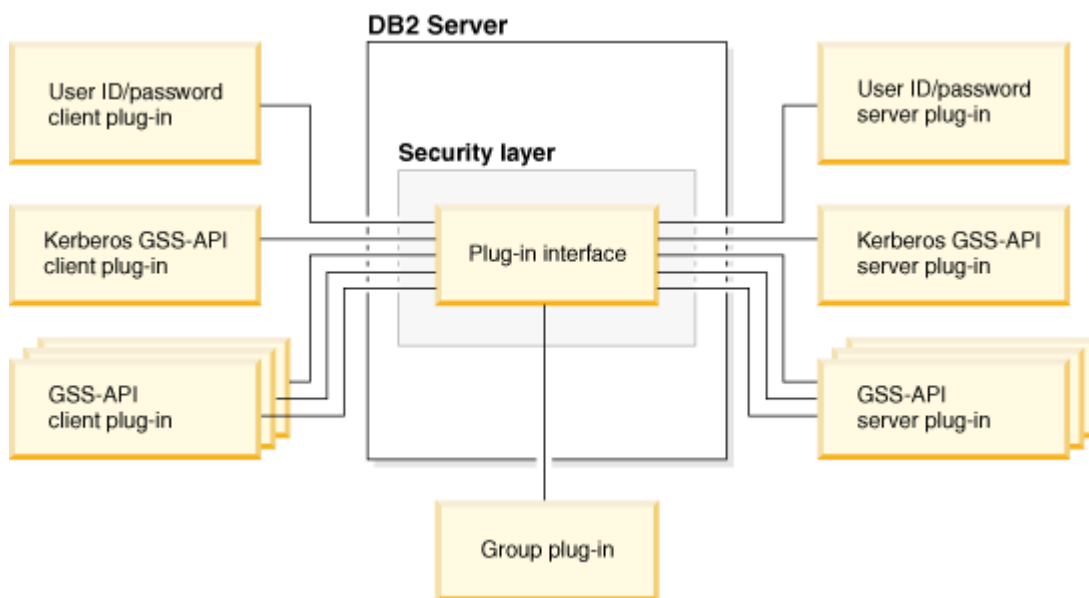 DB2 Server
User ID/password
client plug-in
User ID/password
server plug-in
Security layer
Kerberos GSS-API
client plug-in
Plug-in interface
Kerberos GSS-API
server plug-in
GSS-API
client plug-in
GSS-API
server plug-in
Group plug-in